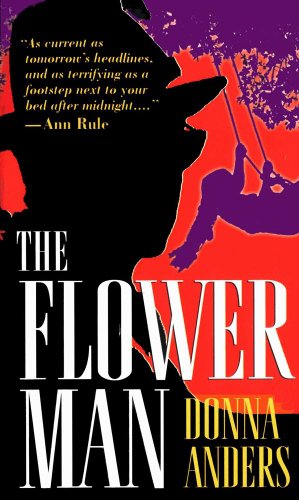 "As current as
tomorrow's headlines,
and as terrifying as a
footstep next to your
bed after midnight...."
—Ann Rule
THE
FLOWER
MAN
DONNA
ANDERS